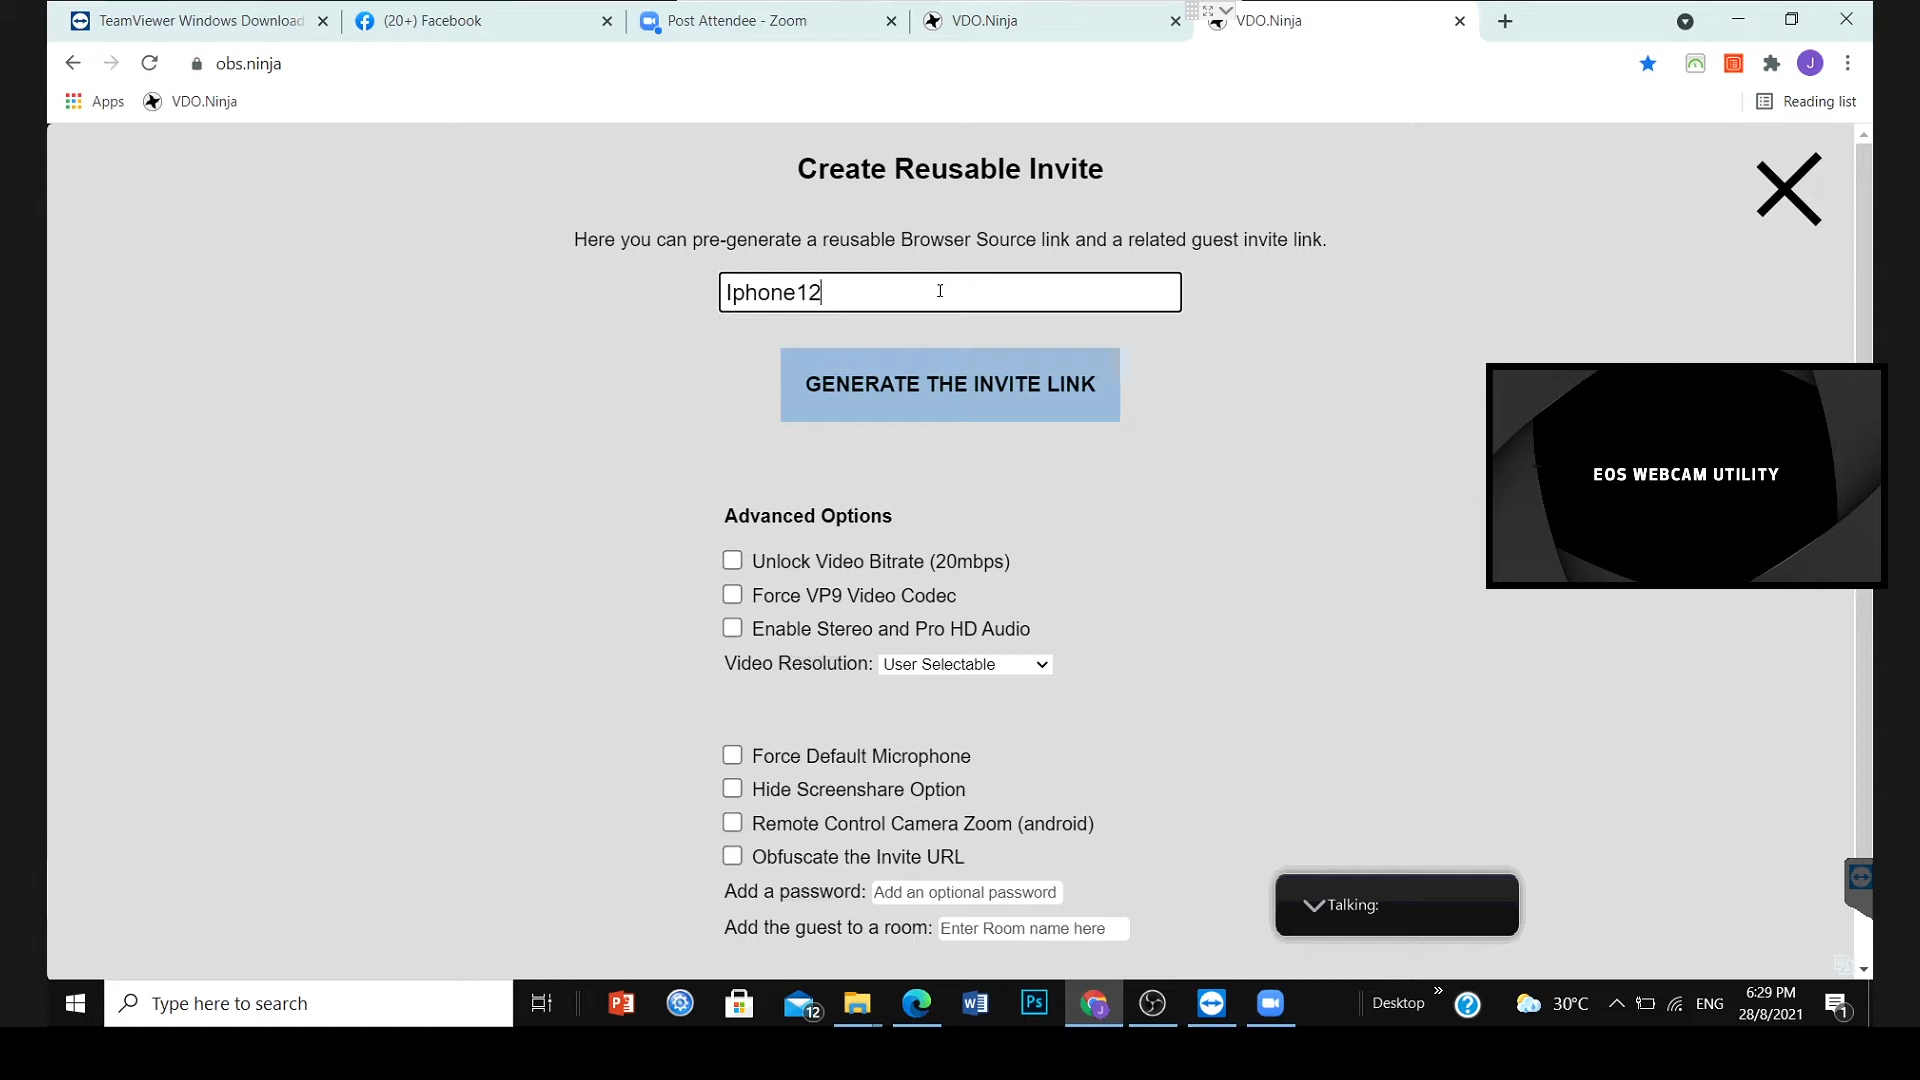 TeamViewer Windows Download
(20+) Facebook
Post Attendee - Zoom
VDO.Ninja
VDO.Ninja
obs.ninja
J
Apps
VDO.Ninja
Reading list
Create Reusable Invite
Here you can pre-generate a reusable Browser Source link and a related guest invite link.
Iphone12
GENERATE THE INVITE LINK
EOS WEBCAM UTILITY
Advanced Options
Unlock Video Bitrate (20mbps)
Force VP9 Video Codec
Enable Stereo and Pro HD Audio
Video Resolution: User Selectable
Force Default Microphone
Hide Screenshare Option
Remote Control Camera Zoom (android)
Obfuscate the Invite URL
Add a password: Add an optional password
Add the guest to a room: Enter Room name here
Talking:
Type here to search
12
Ps
Desktop
30°C
ENG
6:29 PM
28/8/2021
1